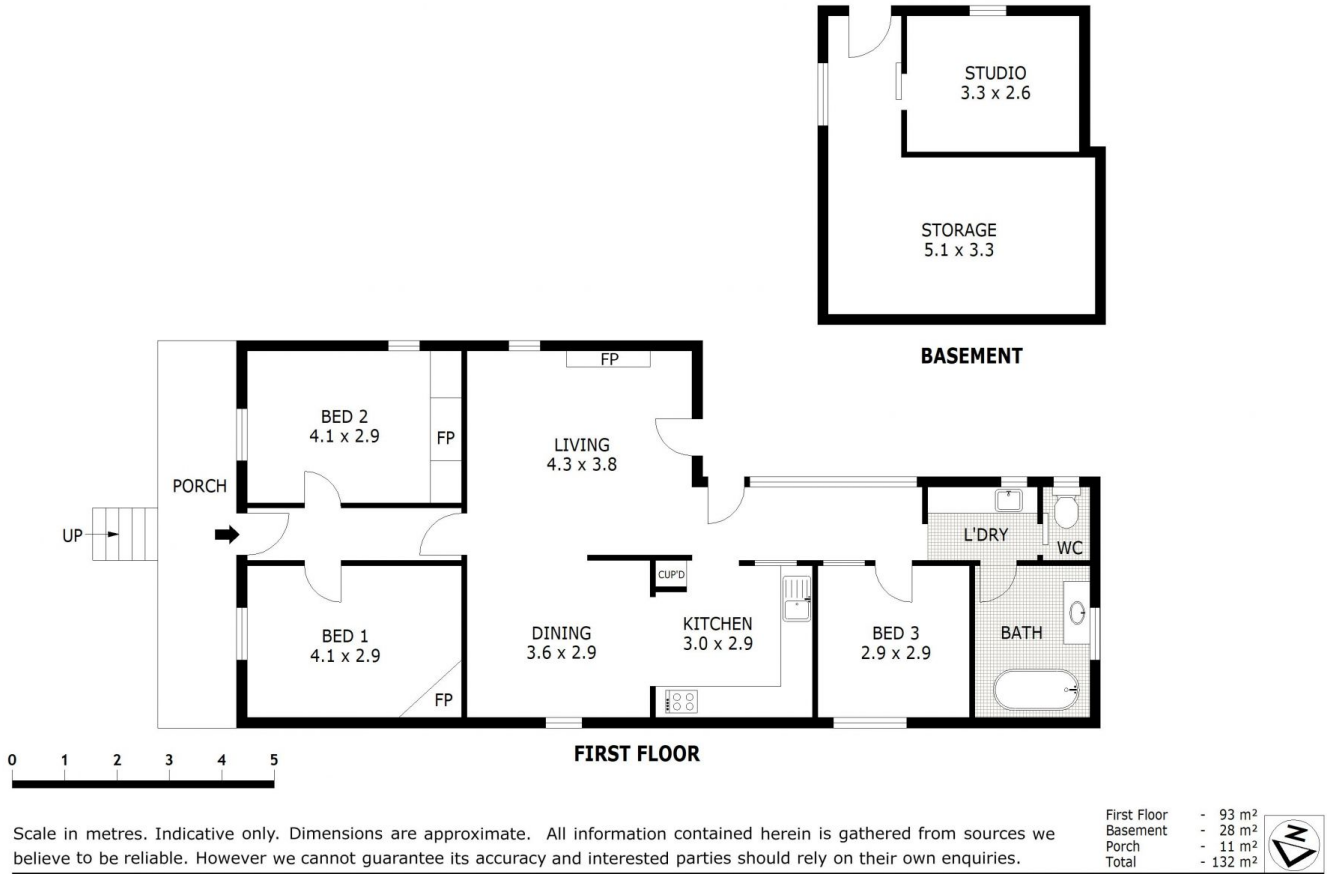 STUDIO
3.3 x 2.6
STORAGE
5.1 x 3.3
BASEMENT
FP
BED 2
4.1 x 2.9
FP
LIVING
4.3 x 3.8
PORCH
UP
L'DRY
WC
CUP'D
BED 1
4.1 x 2.9
FP
DINING
3.6 x 2.9
KITCHEN
3.0 x 2.9
BED 3
2.9 x 2.9
BATH
FIRST FLOOR
0 1 2 3 4 5
Scale in metres. Indicative only. Dimensions are approximate. All information contained herein is gathered from sources we
believe to be reliable. However we cannot guarantee its accuracy and interested parties should rely on their own enquiries.
First Floor - 93 m²
Basement - 28 m²
Porch - 11 m²
Total - 132 m²
N